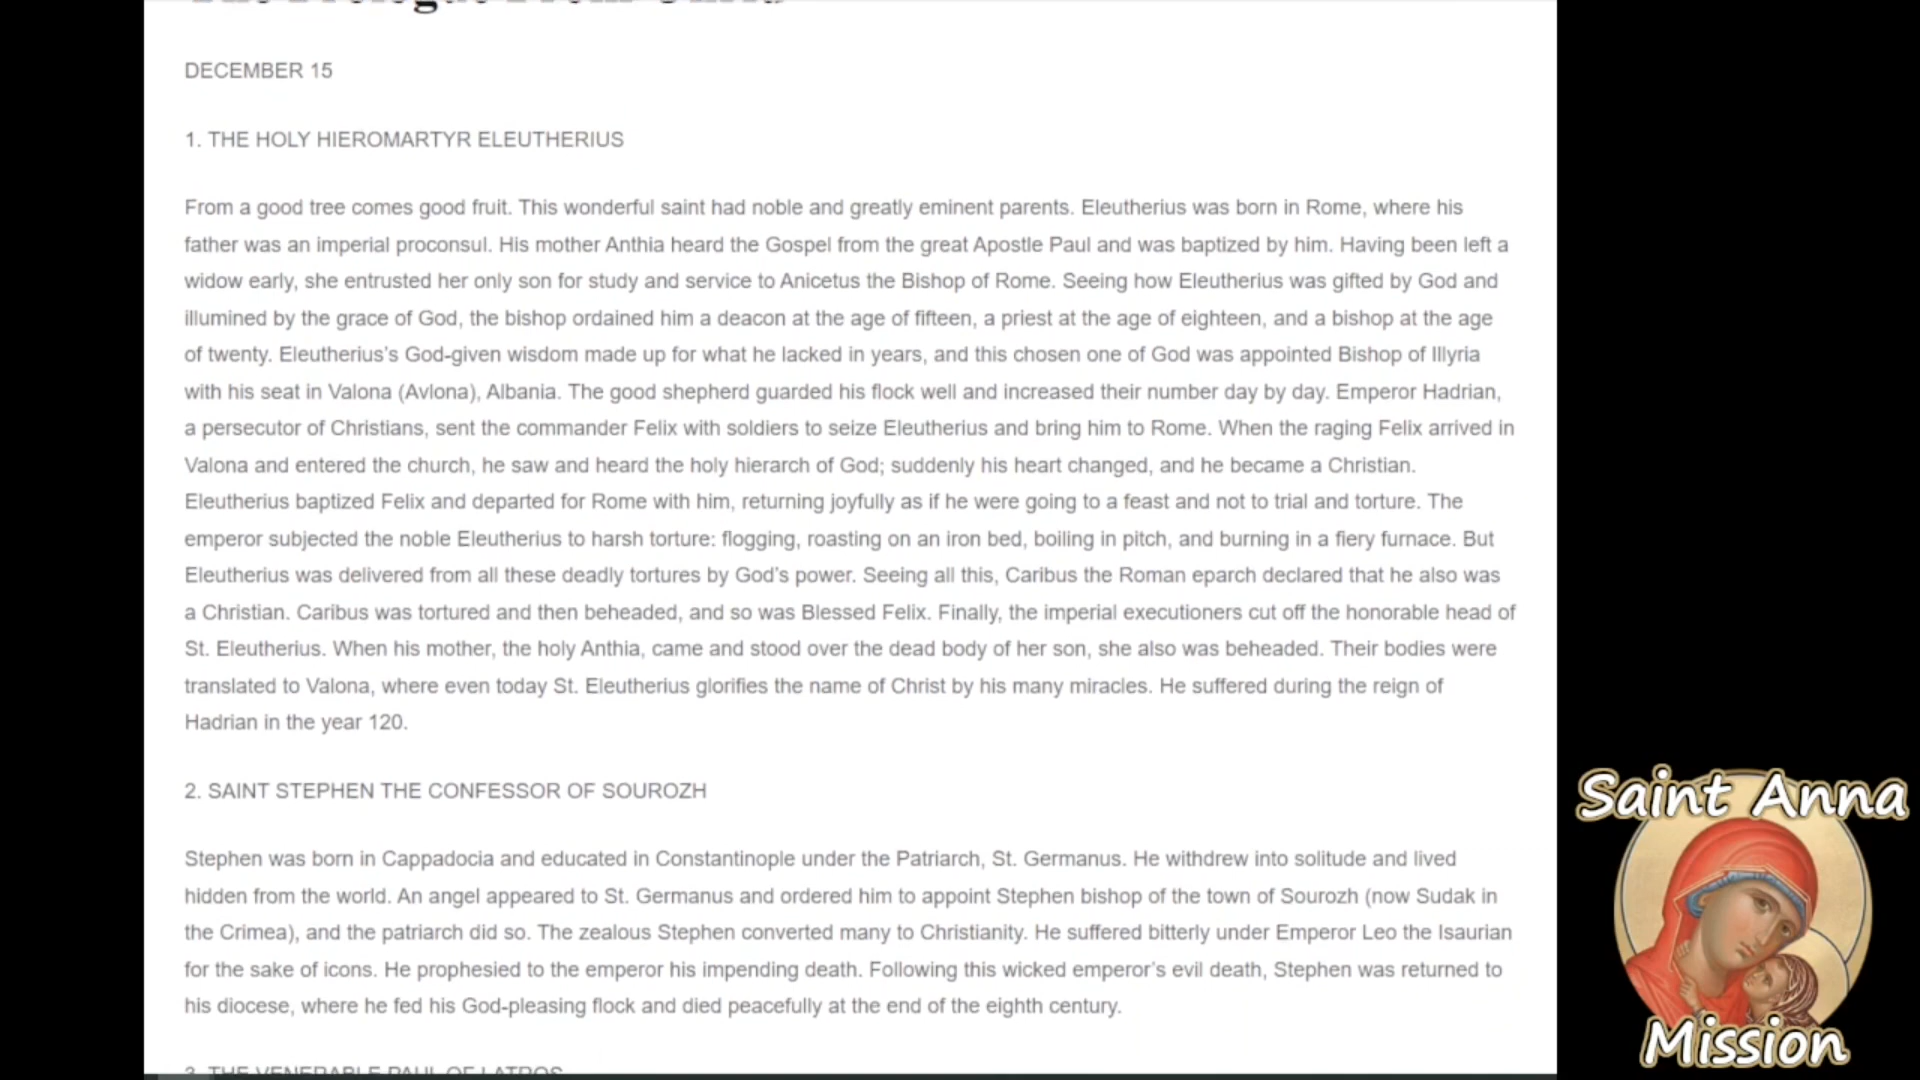 The Prologue From Ohrid
DECEMBER 15
1. THE HOLY HIEROMARTYR ELEUTHERIUS
From a good tree comes good fruit. This wonderful saint had noble and greatly eminent parents. Eleutherius was born in Rome, where his
father was an imperial proconsul. His mother Anthia heard the Gospel from the great Apostle Paul and was baptized by him. Having been left a
widow early, she entrusted her only son for study and service to Anicetus the Bishop of Rome. Seeing how Eleutherius was gifted by God and
illumined by the grace of God, the bishop ordained him a deacon at the age of fifteen, a priest at the age of eighteen, and a bishop at the age
of twenty. Eleutherius’s God-given wisdom made up for what he lacked in years, and this chosen one of God was appointed Bishop of Illyria
with his seat in Valona (Avlona), Albania. The good shepherd guarded his flock well and increased their number day by day. Emperor Hadrian,
a persecutor of Christians, sent the commander Felix with soldiers to seize Eleutherius and bring him to Rome. When the raging Felix arrived in
Valona and entered the church, he saw and heard the holy hierarch of God; suddenly his heart changed, and he became a Christian.
Eleutherius baptized Felix and departed for Rome with him, returning joyfully as if he were going to a feast and not to trial and torture. The
emperor subjected the noble Eleutherius to harsh torture: flogging, roasting on an iron bed, boiling in pitch, and burning in a fiery furnace. But
Eleutherius was delivered from all these deadly tortures by God’s power. Seeing all this, Caribus the Roman eparch declared that he also was
a Christian. Caribus was tortured and then beheaded, and so was Blessed Felix. Finally, the imperial executioners cut off the honorable head of
St. Eleutherius. When his mother, the holy Anthia, came and stood over the dead body of her son, she also was beheaded. Their bodies were
translated to Valona, where even today St. Eleutherius glorifies the name of Christ by his many miracles. He suffered during the reign of
Hadrian in the year 120.
2. SAINT STEPHEN THE CONFESSOR OF SOUROZH
Stephen was born in Cappadocia and educated in Constantinople under the Patriarch, St. Germanus. He withdrew into solitude and lived
hidden from the world. An angel appeared to St. Germanus and ordered him to appoint Stephen bishop of the town of Sourozh (now Sudak in
the Crimea), and the patriarch did so. The zealous Stephen converted many to Christianity. He suffered bitterly under Emperor Leo the Isaurian
for the sake of icons. He prophesied to the emperor his impending death. Following this wicked emperor’s evil death, Stephen was returned to
his diocese, where he fed his God-pleasing flock and died peacefully at the end of the eighth century.
3. THE VENERABLE PAUL OF LATROS
Saint Anna
Mission